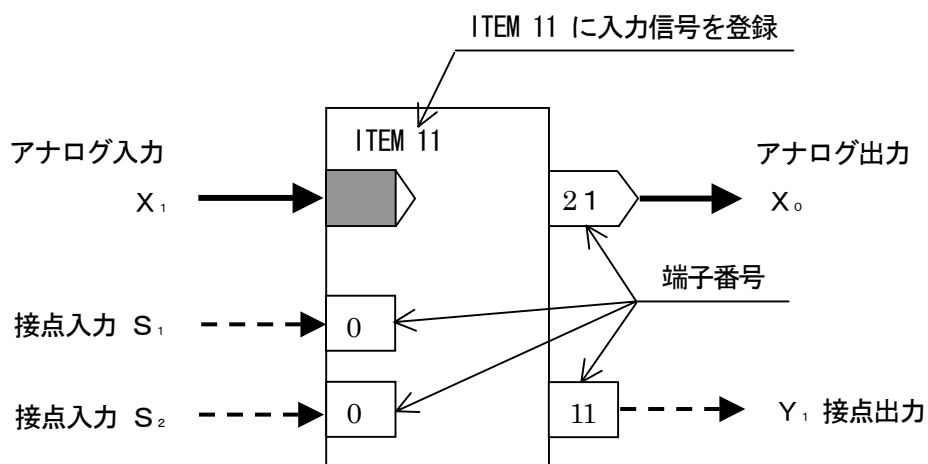 ITEM 11 に入力信号を登録
ITEM 11
アナログ入力
X₁
21
アナログ出力
X₀
端子番号
接点入力 S₁
0
接点入力 S₂
0
11
Y₁ 接点出力